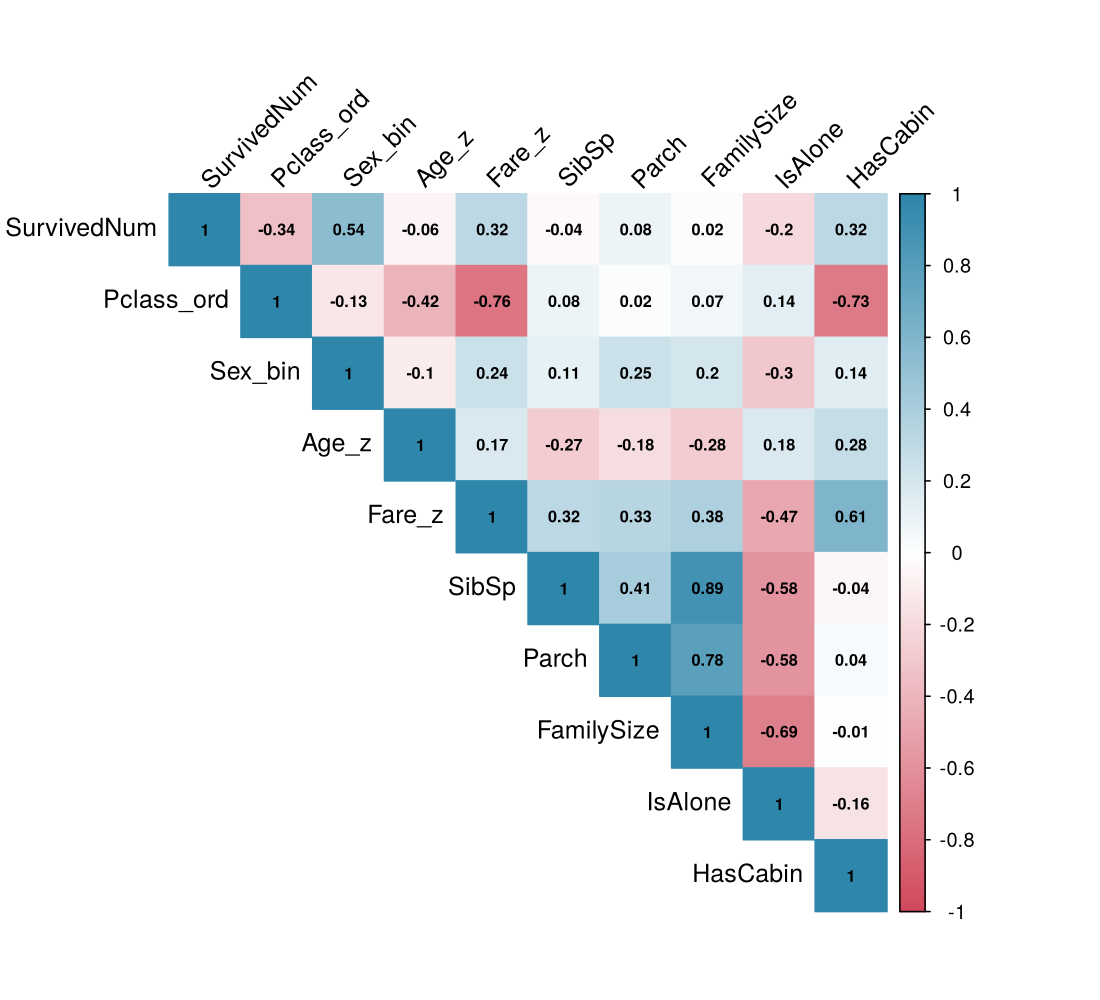 SurvivedNum
Pclass_ord
Sex_bin
Age_z
Fare_z
SibSp
Parch
FamilySize
IsAlone
HasCabin
SurvivedNum 1 -0.34 0.54 -0.06 0.32 -0.04 0.08 0.02 -0.2 0.32
Pclass_ord 1 -0.13 -0.42 -0.76 0.08 0.02 0.07 0.14 -0.73
Sex_bin 1 -0.1 0.24 0.11 0.25 0.2 -0.3 0.14
Age_z 1 0.17 -0.27 -0.18 -0.28 0.18 0.28
Fare_z 1 0.32 0.33 0.38 -0.47 0.61
SibSp 1 0.41 0.89 -0.58 -0.04
Parch 1 0.78 -0.58 0.04
FamilySize 1 -0.69 -0.01
IsAlone 1 -0.16
HasCabin 1
1
0.8
0.6
0.4
0.2
0
-0.2
-0.4
-0.6
-0.8
-1